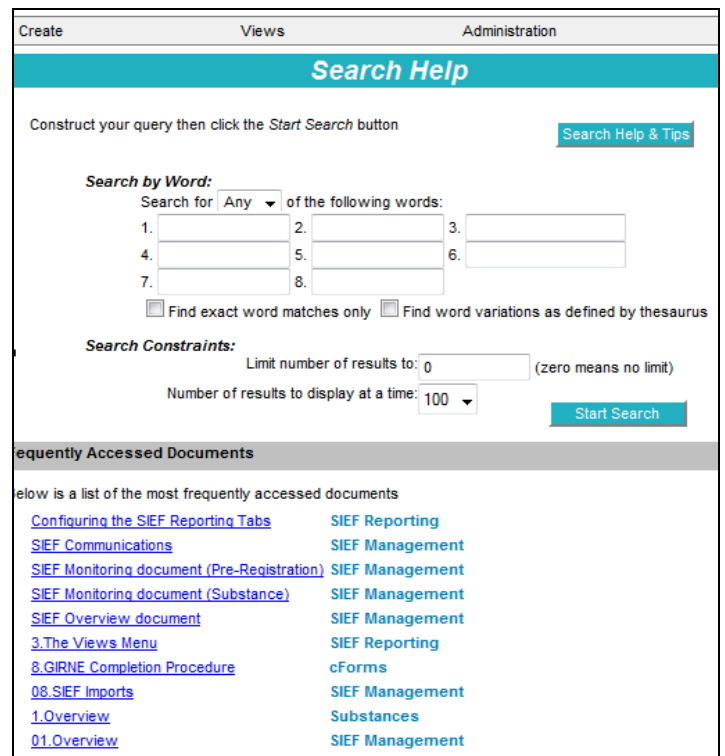 Create Views Administration
Search Help
Construct your query then click the Start Search button
Search Help & Tips
Search by Word:
Search for Any of the following words:
1. 2. 3.
4. 5. 6.
7. 8.
Find exact word matches only Find word variations as defined by thesaurus
Search Constraints:
Limit number of results to: 0 (zero means no limit)
Number of results to display at a time: 100
Start Search
equently Accessed Documents
elow is a list of the most frequently accessed documents
Configuring the SIEF Reporting Tabs SIEF Reporting
SIEF Communications SIEF Management
SIEF Monitoring document (Pre-Registration) SIEF Management
SIEF Monitoring document (Substance) SIEF Management
SIEF Overview document SIEF Management
3.The Views Menu SIEF Reporting
8.GIRNE Completion Procedure cForms
08.SIEF Imports SIEF Management
1.Overview Substances
01.Overview SIEF Management